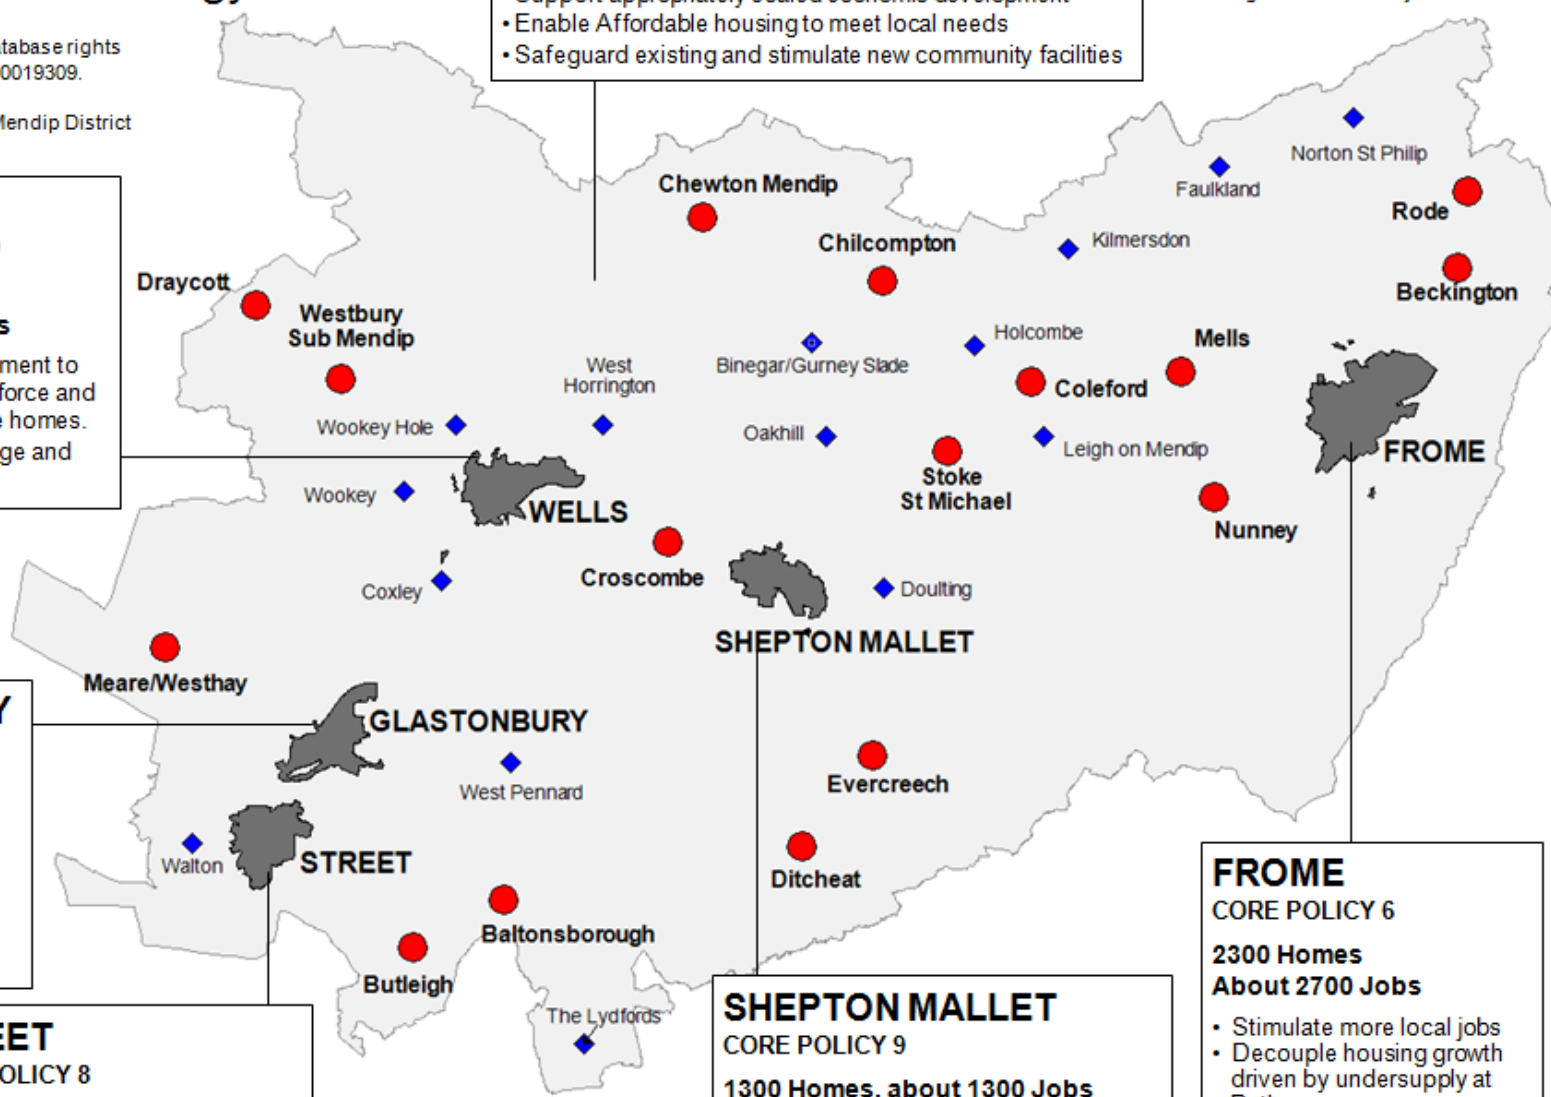 • Enable Affordable housing to meet local needs
• Safeguard existing and stimulate new community facilities
tabase rights
0019309.
Mendip District
s
ment to
force and
e homes.
ge and
Norton St Philip
Faulkland
Chewton Mendip
Rode
Chilcompton
Kilmersdon
Draycott
Beckington
Westbury
Sub Mendip
Holcombe
Mells
Binegar/Gurney Slade
West
Horrington
Coleford
Wookey Hole
Oakhill
Leigh on Mendip
FROME
Stoke
St Michael
Wookey
WELLS
Nunney
Croscombe
Coxley
Doulting
SHEPTON MALLET
Meare/Westhay
Y
GLASTONBURY
West Pennard
Evercreech
Walton
STREET
Ditcheat
Baltonsborough
Butleigh
The Lydfords
EET
OLICY 8
SHEPTON MALLET
CORE POLICY 9
1300 Homes, about 1300 Jobs
FROME
CORE POLICY 6
2300 Homes
About 2700 Jobs
• Stimulate more local jobs
• Decouple housing growth
driven by undersupply at